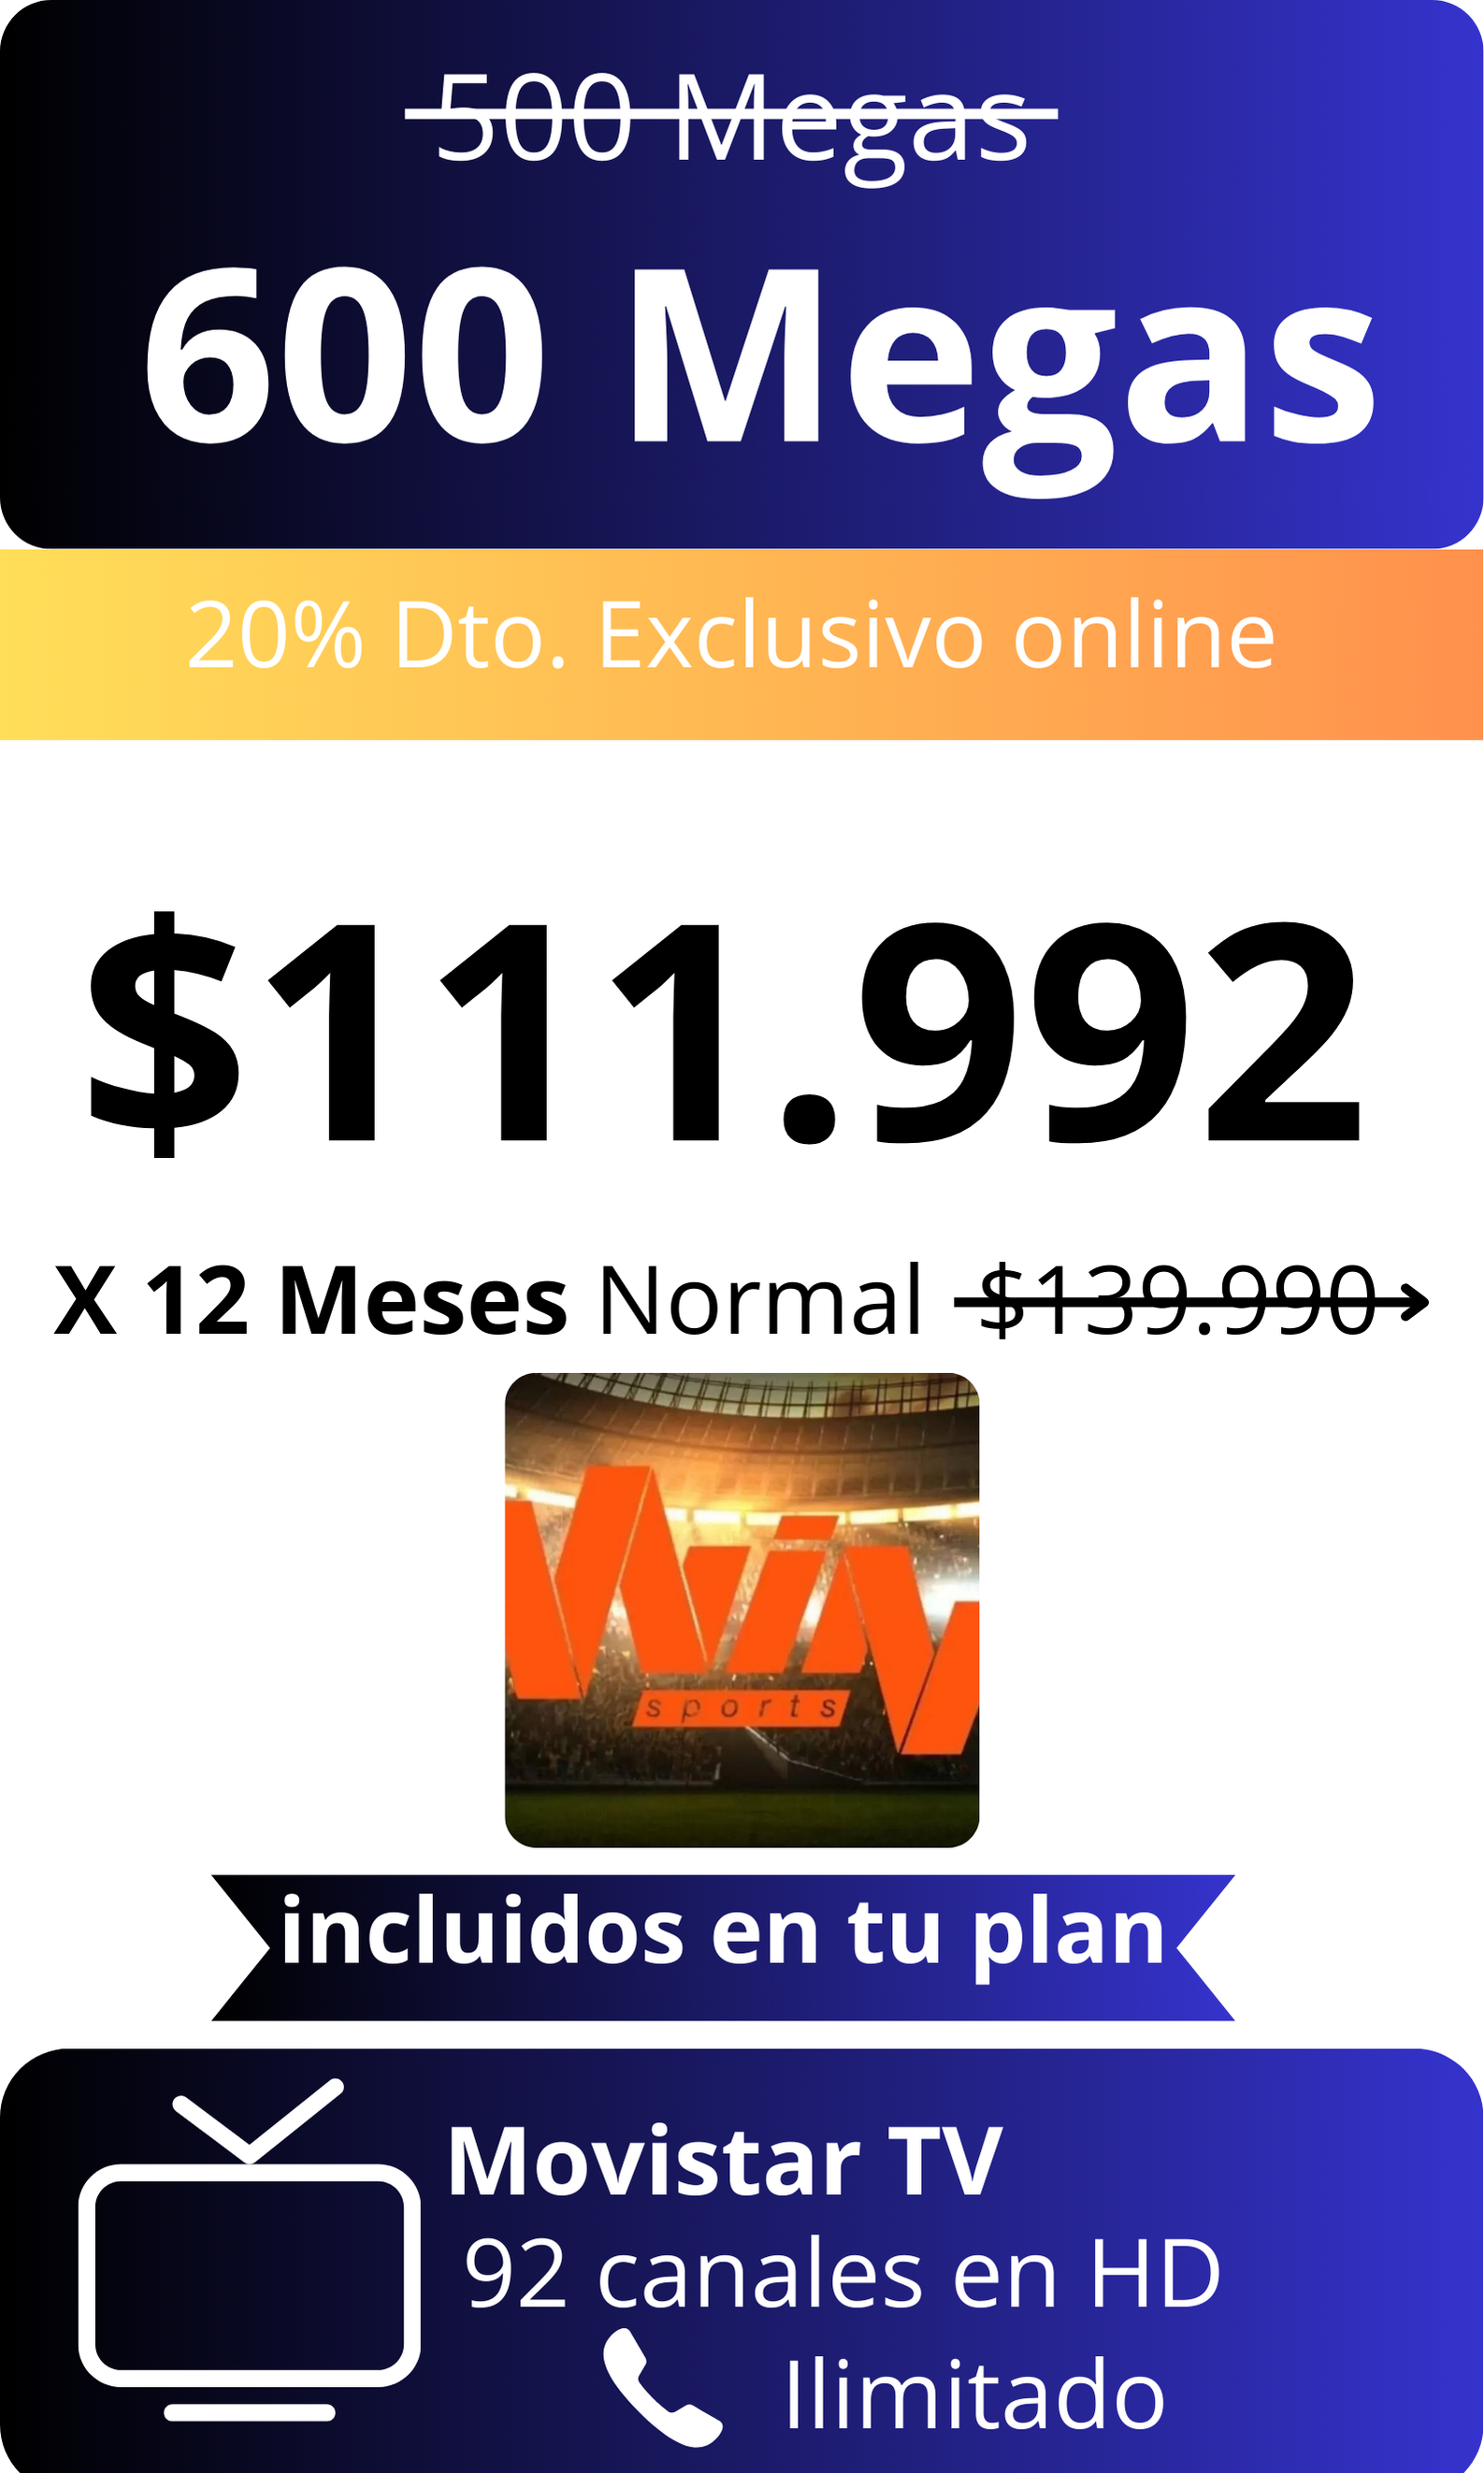 500 Megas
600 Megas
20% Dto. Exclusivo online
$111.992
X 12 Meses Normal $139.990
Win
sports
incluidos en tu plan
Movistar TV
92 canales en HD
Ilimitado